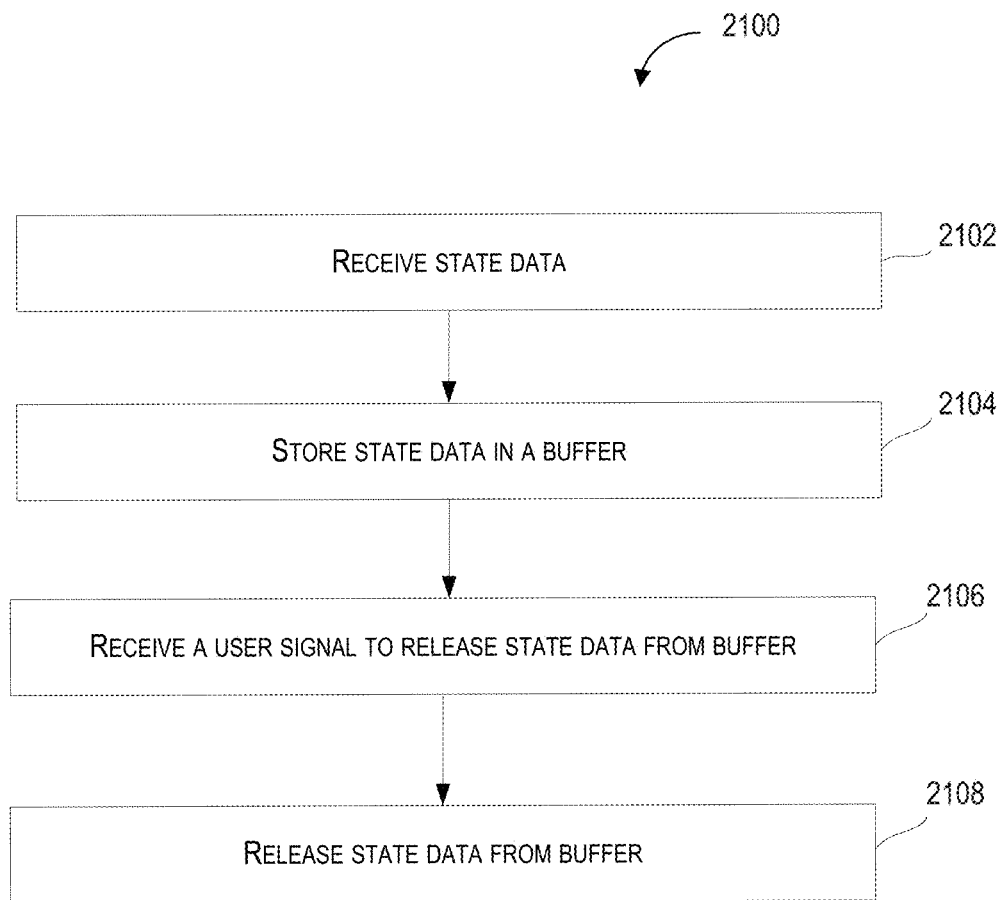 2100
RECEIVE STATE DATA
2102
STORE STATE DATA IN A BUFFER
2104
RECEIVE A USER SIGNAL TO RELEASE STATE DATA FROM BUFFER
2106
RELEASE STATE DATA FROM BUFFER
2108